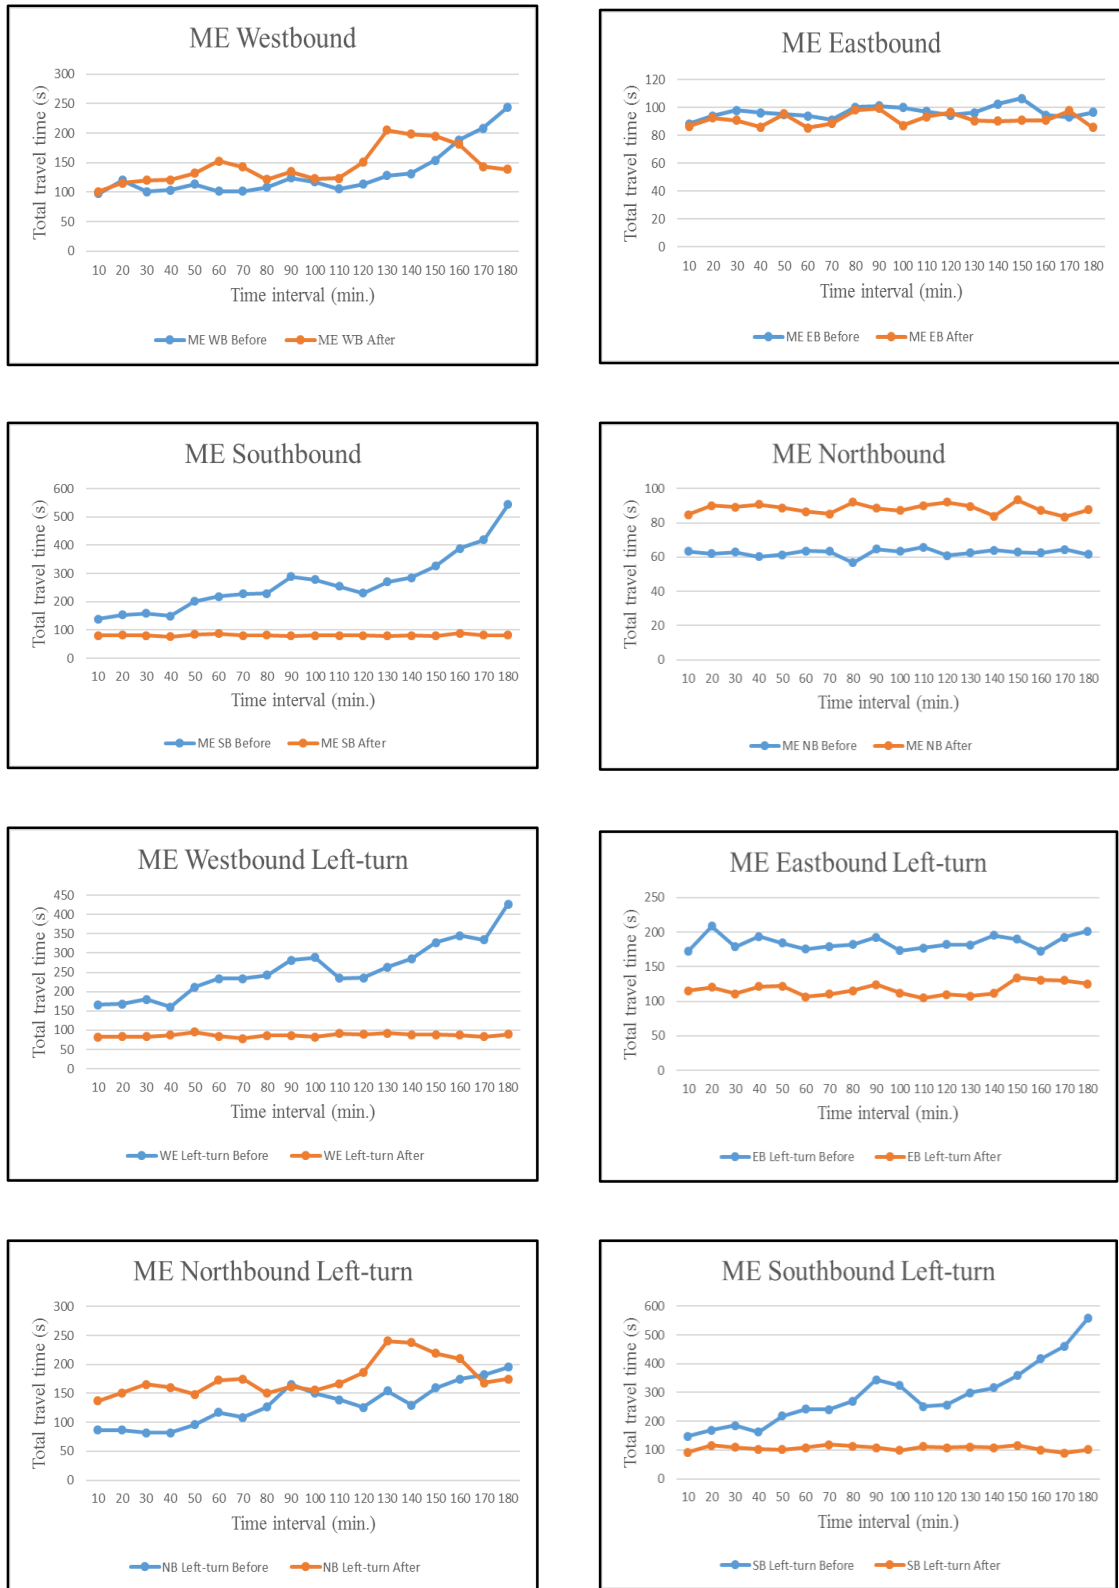 ME Westbound
Total travel time (s)
300
250
200
150
100
50
0
10 20 30 40 50 60 70 80 90 100 110 120 130 140 150 160 170 180
Time interval (min.)
ME WB Before ME WB After
ME Eastbound
Total travel time (s)
120
100
80
60
40
20
0
10 20 30 40 50 60 70 80 90 100 110 120 130 140 150 160 170 180
Time interval (min.)
ME EB Before ME EB After
ME Southbound
Total travel time (s)
600
500
400
300
200
100
0
10 20 30 40 50 60 70 80 90 100 110 120 130 140 150 160 170 180
Time interval (min.)
ME SB Before ME SB After
ME Northbound
Total travel time (s)
100
80
60
40
20
0
10 20 30 40 50 60 70 80 90 100 110 120 130 140 150 160 170 180
Time interval (min.)
ME NB Before ME NB After
ME Westbound Left-turn
Total travel time (s)
450
400
350
300
250
200
150
100
50
0
10 20 30 40 50 60 70 80 90 100 110 120 130 140 150 160 170 180
Time interval (min.)
WE Left-turn Before WE Left-turn After
ME Eastbound Left-turn
Total travel time (s)
250
200
150
100
50
0
10 20 30 40 50 60 70 80 90 100 110 120 130 140 150 160 170 180
Time interval (min.)
EB Left-turn Before EB Left-turn After
ME Northbound Left-turn
Total travel time (s)
300
250
200
150
100
50
0
10 20 30 40 50 60 70 80 90 100 110 120 130 140 150 160 170 180
Time interval (min.)
NB Left-turn Before NB Left-turn After
ME Southbound Left-turn
Total travel time (s)
600
500
400
300
200
100
0
10 20 30 40 50 60 70 80 90 100 110 120 130 140 150 160 170 180
Time interval (min.)
SB Left-turn Before SB Left-turn After